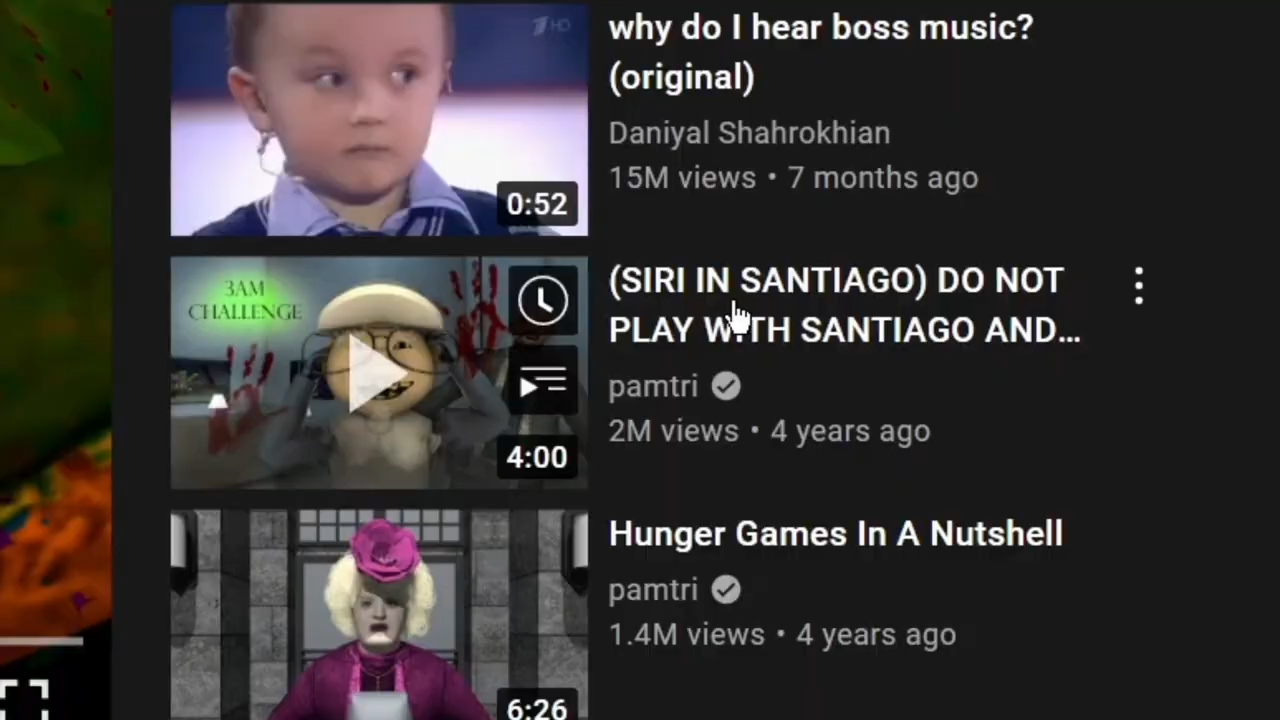 HD
why do I hear boss music?
(original)
Daniyal Shahrokhian
15M views • 7 months ago
0:52
3AM
CHALLENGE
4:00
(SIRI IN SANTIAGO) DO NOT
PLAY WITH SANTIAGO AND...
pamtri
2M views • 4 years ago
Hunger Games In A Nutshell
pamtri
1.4M views • 4 years ago
6:26